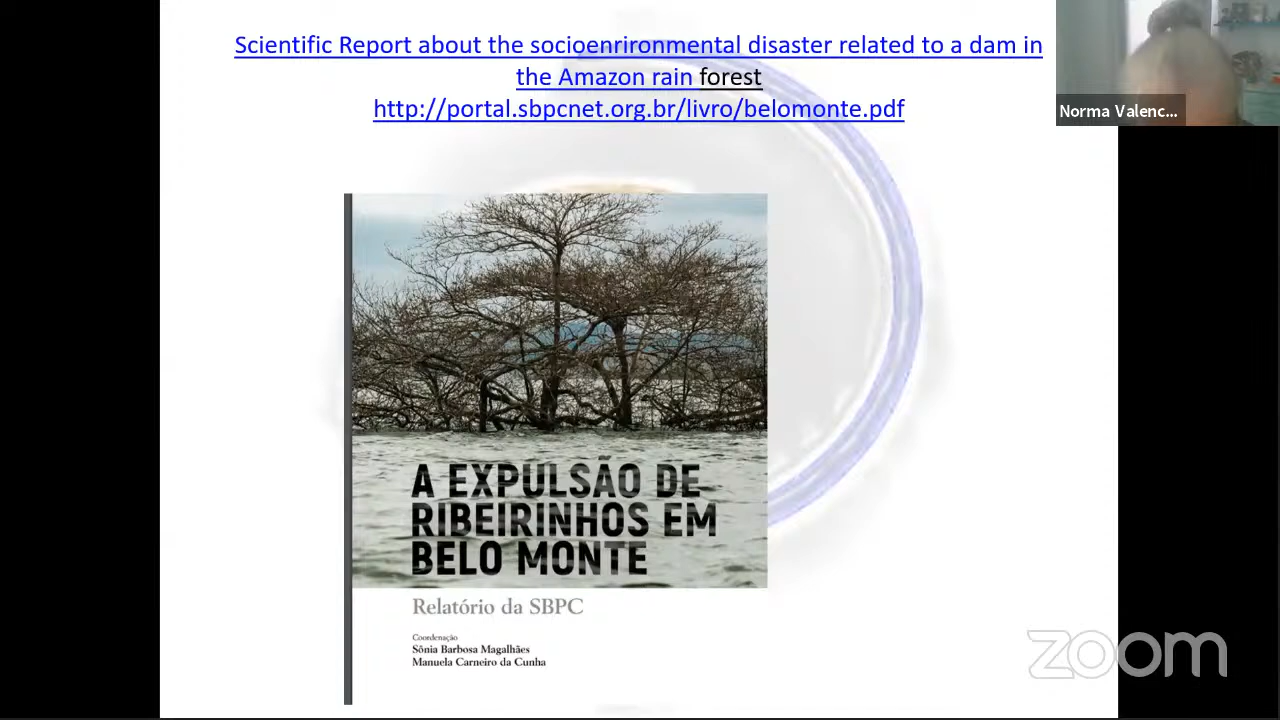 Scientific Report about the socioenrironmental disaster related to a dam in
the Amazon rain forest
http://portal.sbpcnet.org.br/livro/belomonte.pdf
Norma Valenc...
A EXPULSÃO DE
RIBEIRINHOS EM
BELO MONTE
Relatório da SBPC
Coordenação
Sônia Barbosa Magalhães
Manuela Carneiro da Cunha
zoom